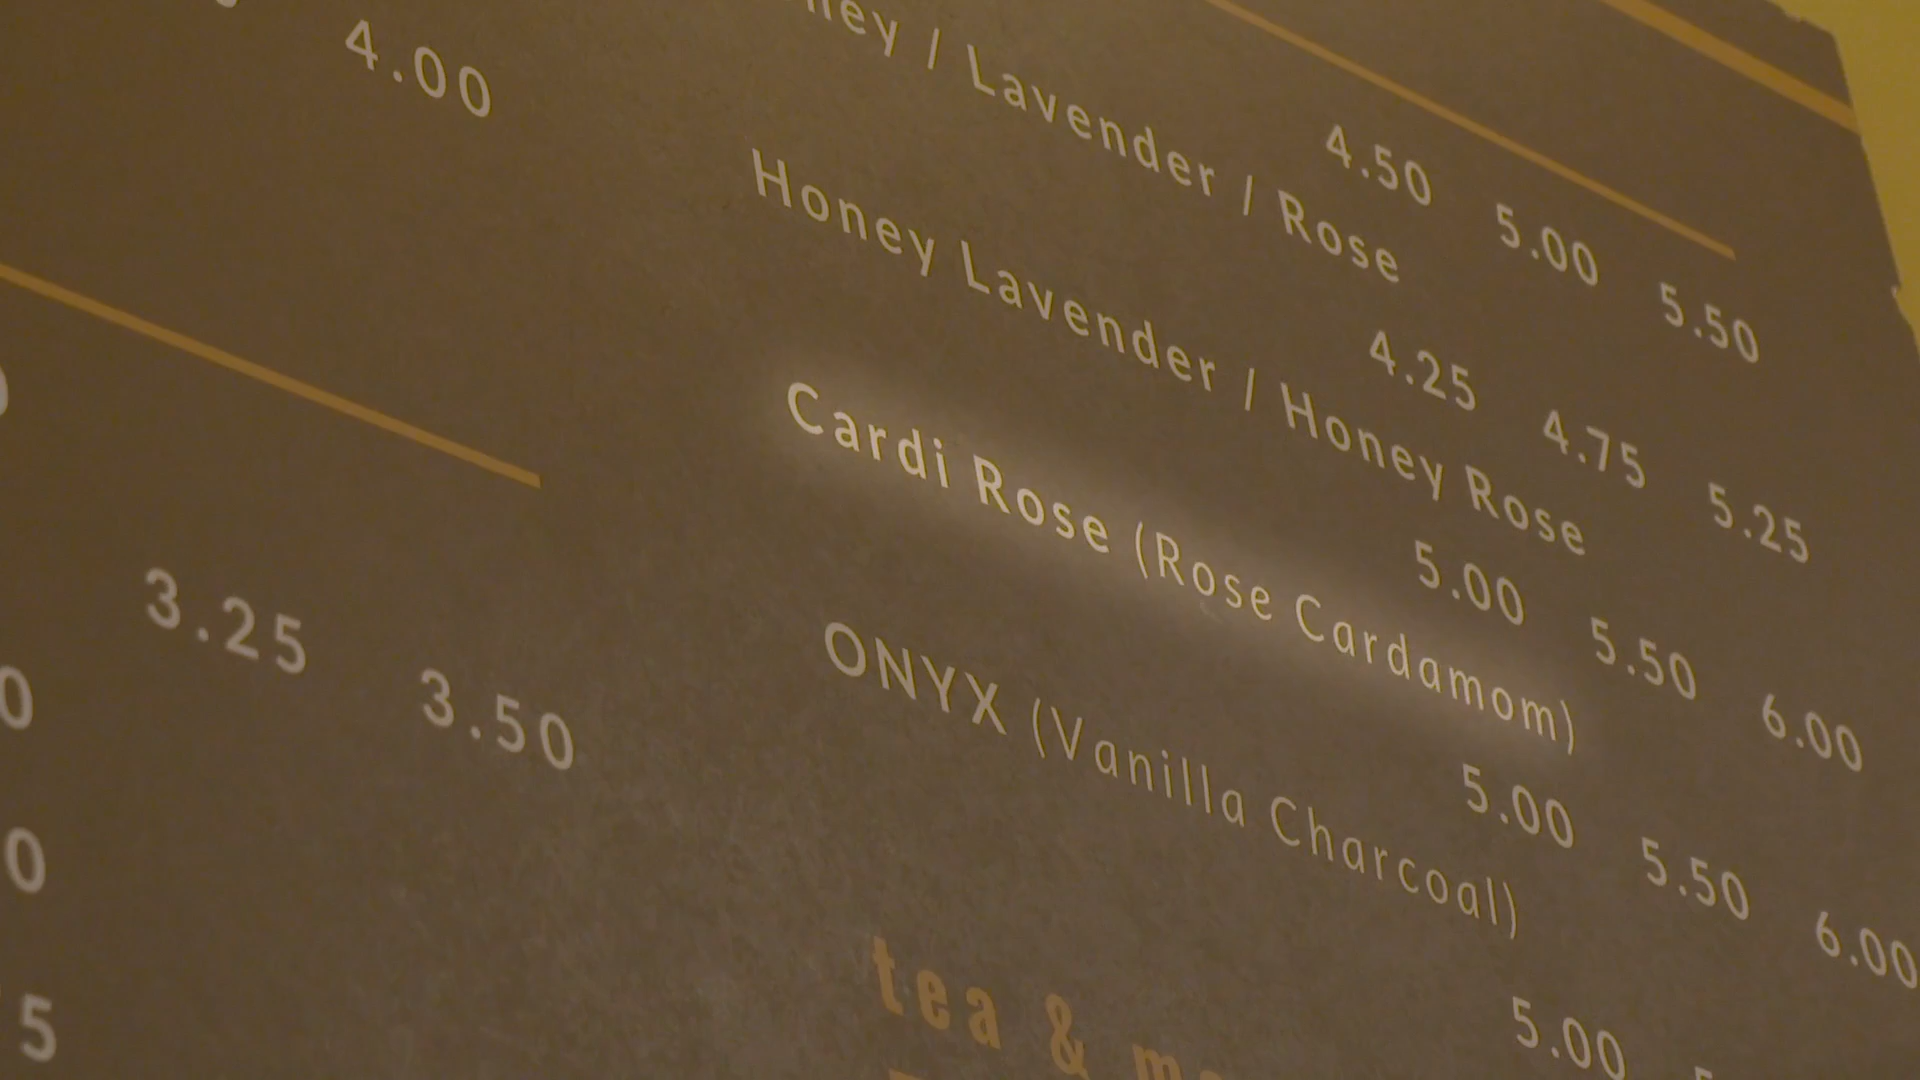 4.00
4.50 5.00 5.50
/ Lavender / Rose
4.25 4.75 5.25
Honey Lavender / Honey Rose
5.00 5.50 6.00
Cardi Rose (Rose Cardamom)
5.00 5.50 6.00
ONYX (Vanilla Charcoal)
5.00
3.25 3.50
tea &